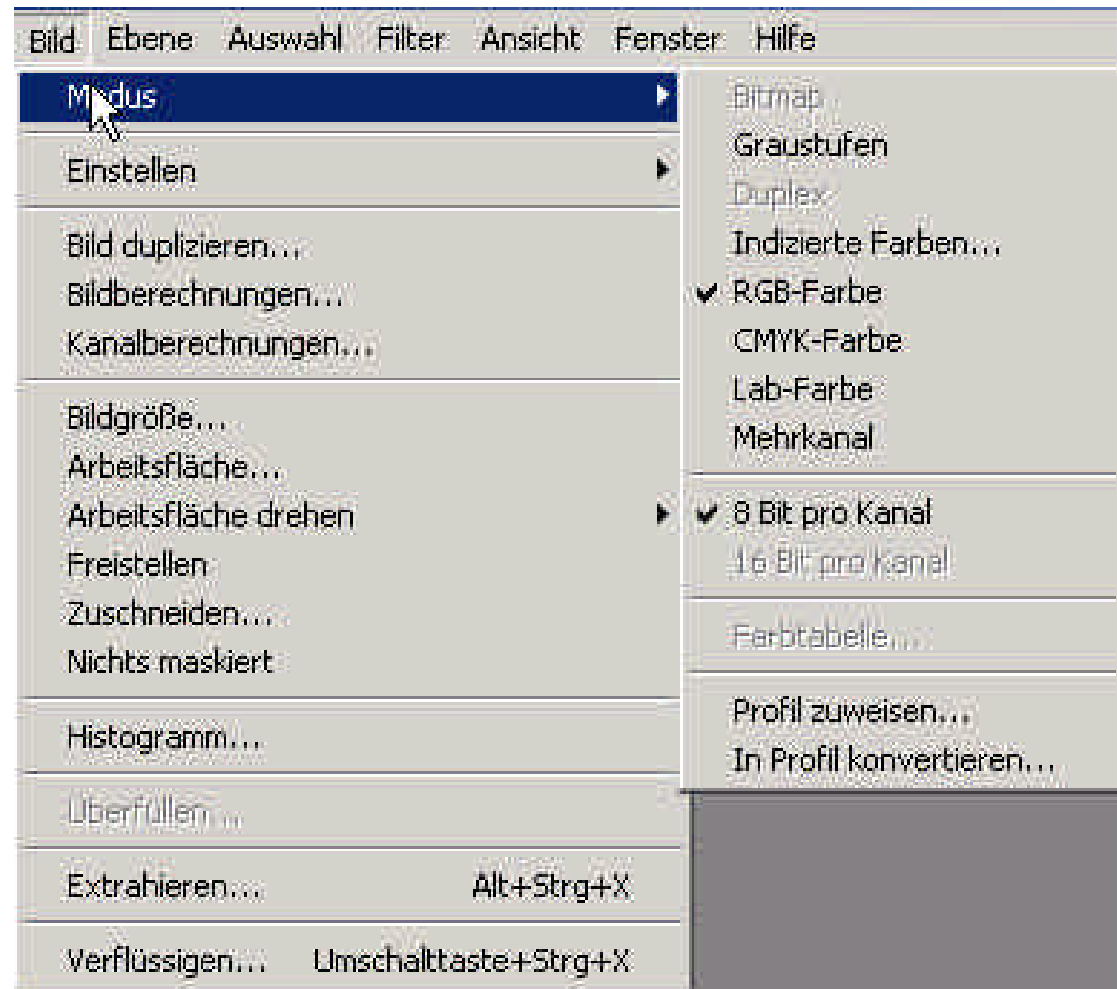 Bild Ebene Auswahl Filter Ansicht Fenster Hilfe
Modus
Einstellen
Bild duplizieren...
Bildberechnungen...
Kanalberechnungen...
Bildgröße...
Arbeitsfläche...
Arbeitsfläche drehen
Freistellen
Zuschneiden...
Nichts maskiert
Histogramm...
Überfüllen...
Extrahieren... Alt+Strg+X
Verflüssigen... Umschalttaste+Strg+X
Bitmap
Graustufen
Duplex
Indizierte Farben...
RGB-Farbe
CMYK-Farbe
Lab-Farbe
Mehrkanal
8 Bit pro Kanal
16 Bit pro Kanal
Farbtabelle...
Profil zuweisen...
In Profil konvertieren...